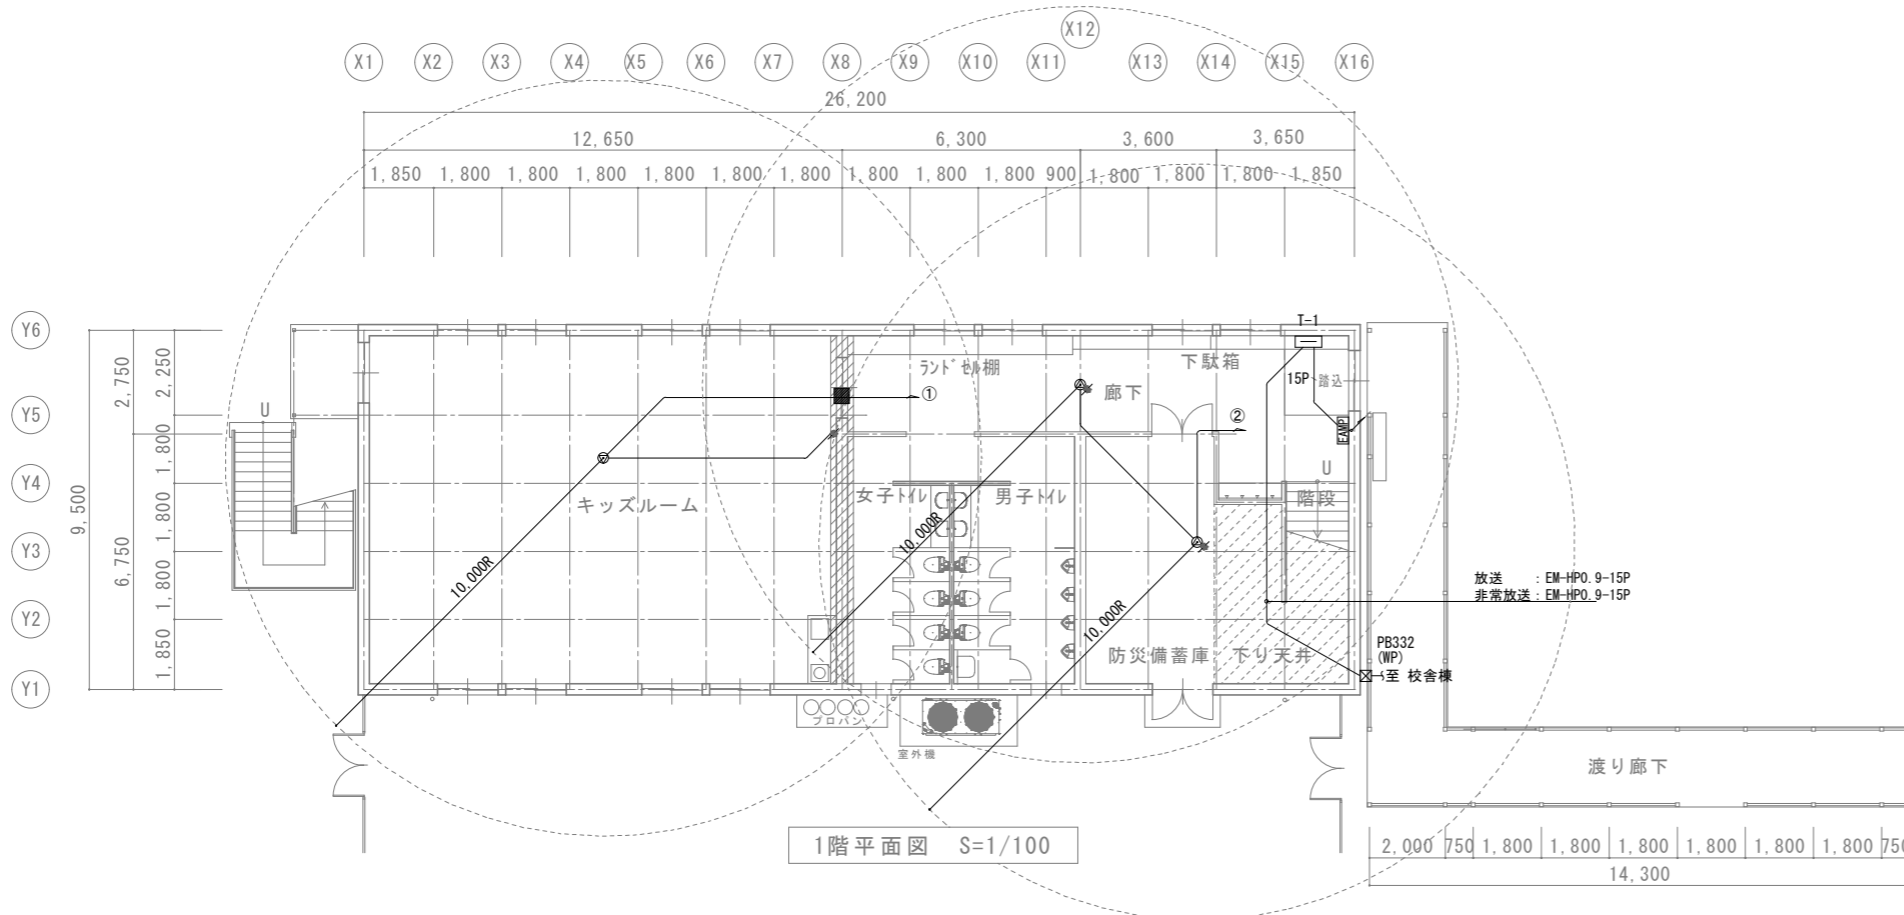 X12
X1 X2 X3 X4 X5 X6 X7 X8 X9 X10 X11 X13 X14 X15 X16
26,200
12,650 6,300 3,600 3,650
1,850 1,800 1,800 1,800 1,800 1,800 1,800 1,800 1,800 1,800 900 1,800 1,800 1,800 1,850
Y6
Y5
Y4
Y3
Y2
Y1
9,500
2,750
6,750
2,250
1,800
1,800
1,800
1,850
U
T-1
ランドセル棚
下駄箱
15P
踏込
廊下
①
②
EAMP
U
キッズルーム
女子トイレ
男子トイレ
階段
10,000R
10,000R
10,000R
放送 : EM-HP0.9-15P
非常放送 : EM-HP0.9-15P
防災備蓄庫
下り天井
PB332
(WP)
至 校舎棟
プロパン
室外機
渡り廊下
1階平面図 S=1/100
2,000 750 1,800 1,800 1,800 1,800 1,800 1,800 750
14,300